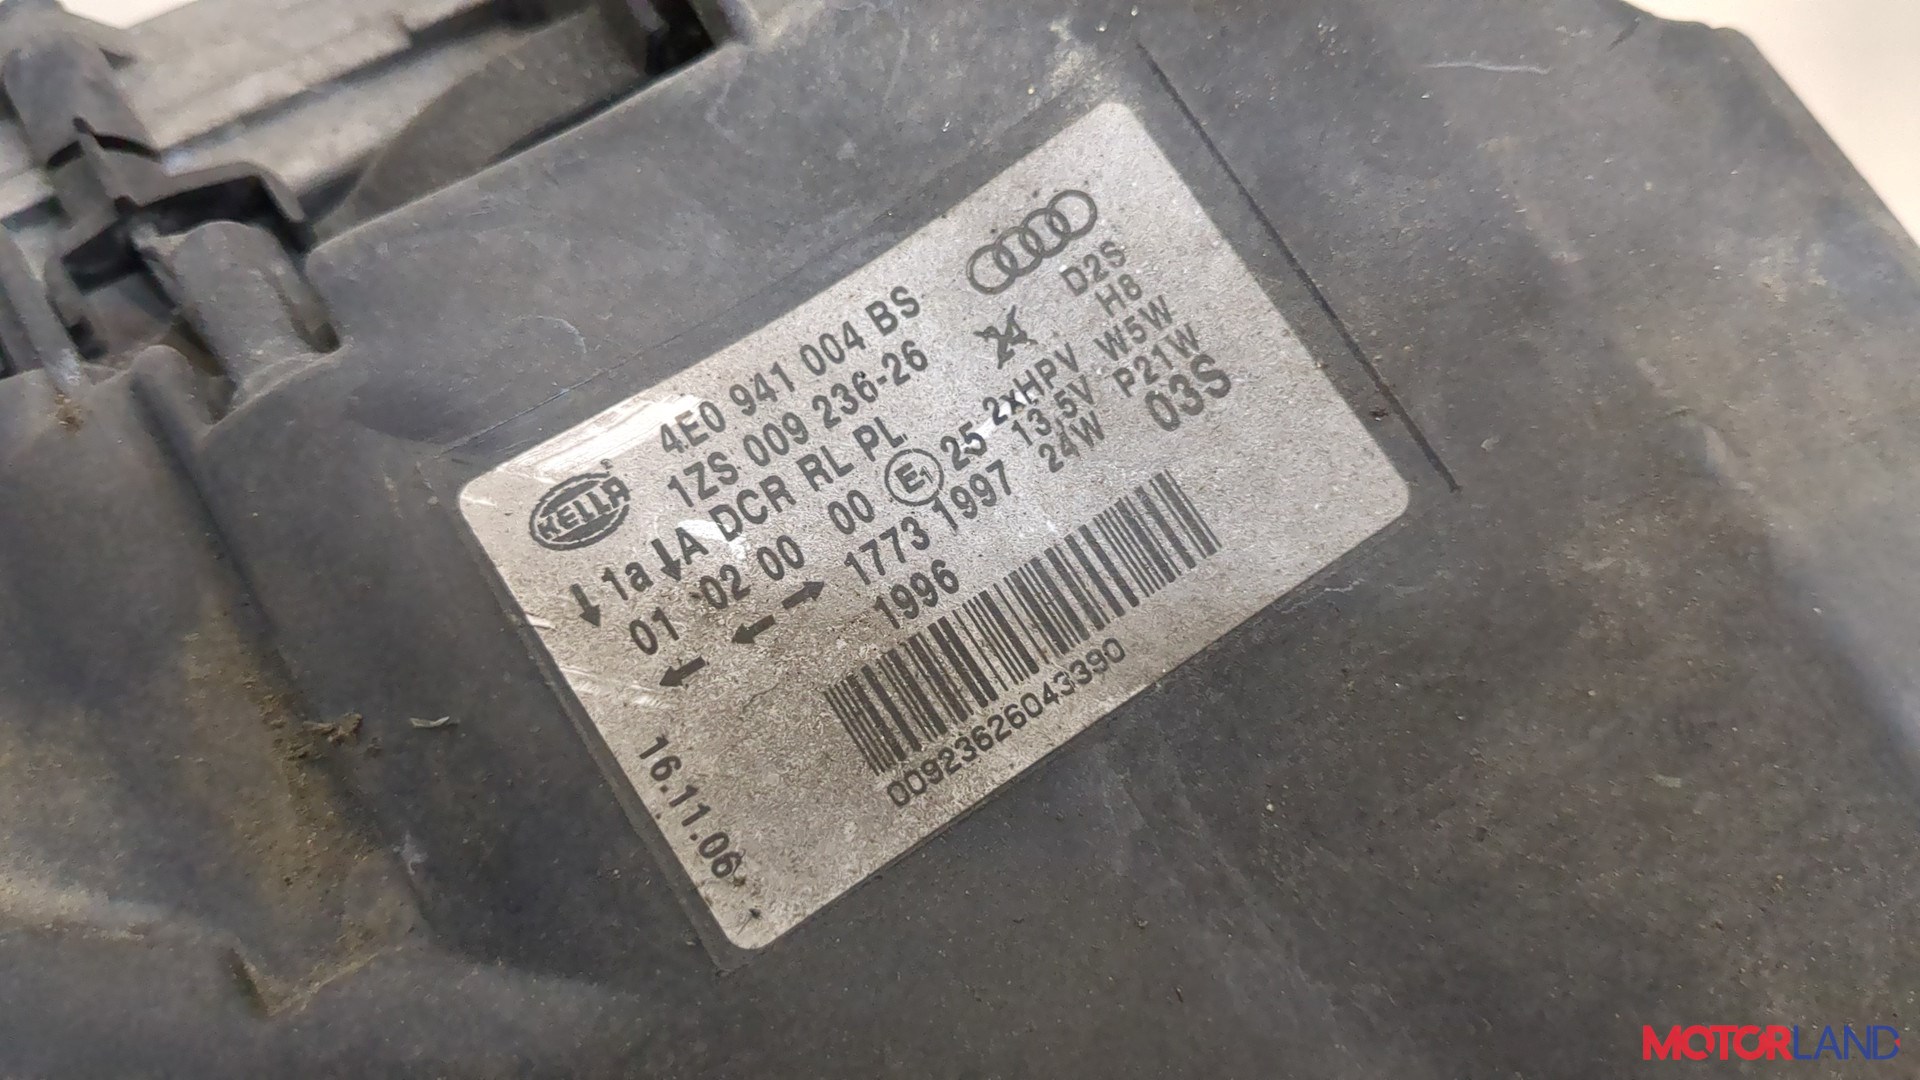 4E0 941 004 BS
1ZS 009 236-26
HELLA
1a A DCR RL PL
01 02 00 00 E1 25 2xHPV W5W
1773 1997 13,5V P21W
1996 24W 03S
D2S
H8
00923626043390
16.11.06
MOTORLAND